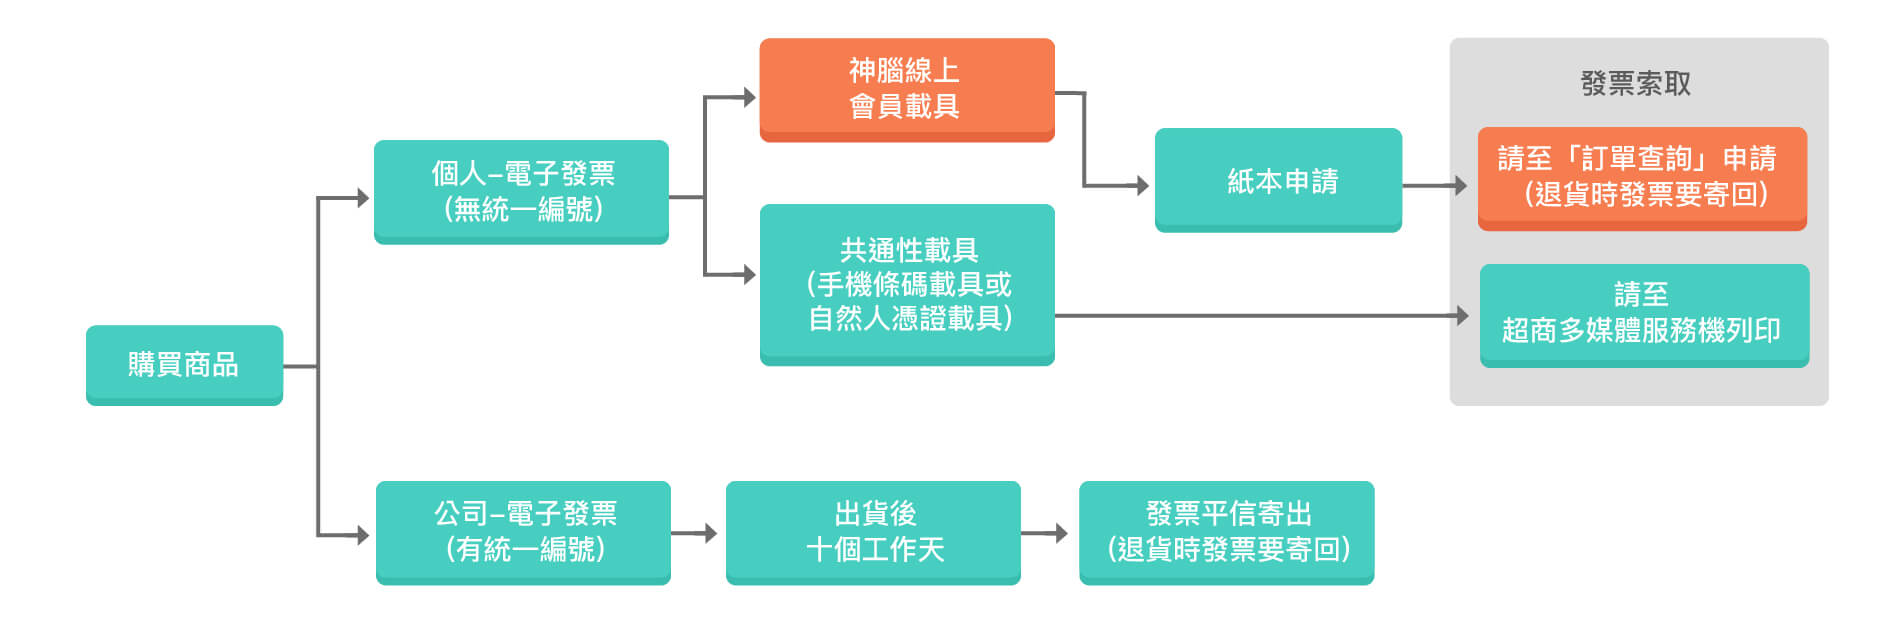 購買商品
個人–電子發票
(無統一編號)
神腦線上
會員載具
共通性載具
(手機條碼載具或
自然人憑證載具)
紙本申請
發票索取
請至「訂單查詢」申請
(退貨時發票要寄回)
請至
超商多媒體服務機列印
公司–電子發票
(有統一編號)
出貨後
十個工作天
發票平信寄出
(退貨時發票要寄回)